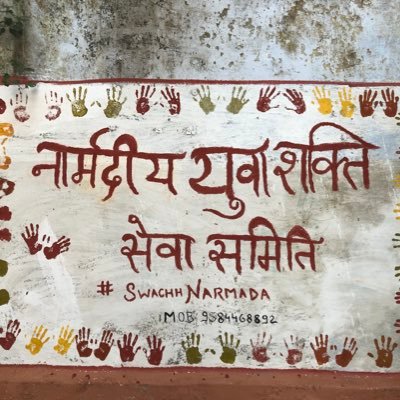 नार्मदीय युवा शक्ति
सेवा समिति
# SWACHH NARMADA
MOB 9584468892